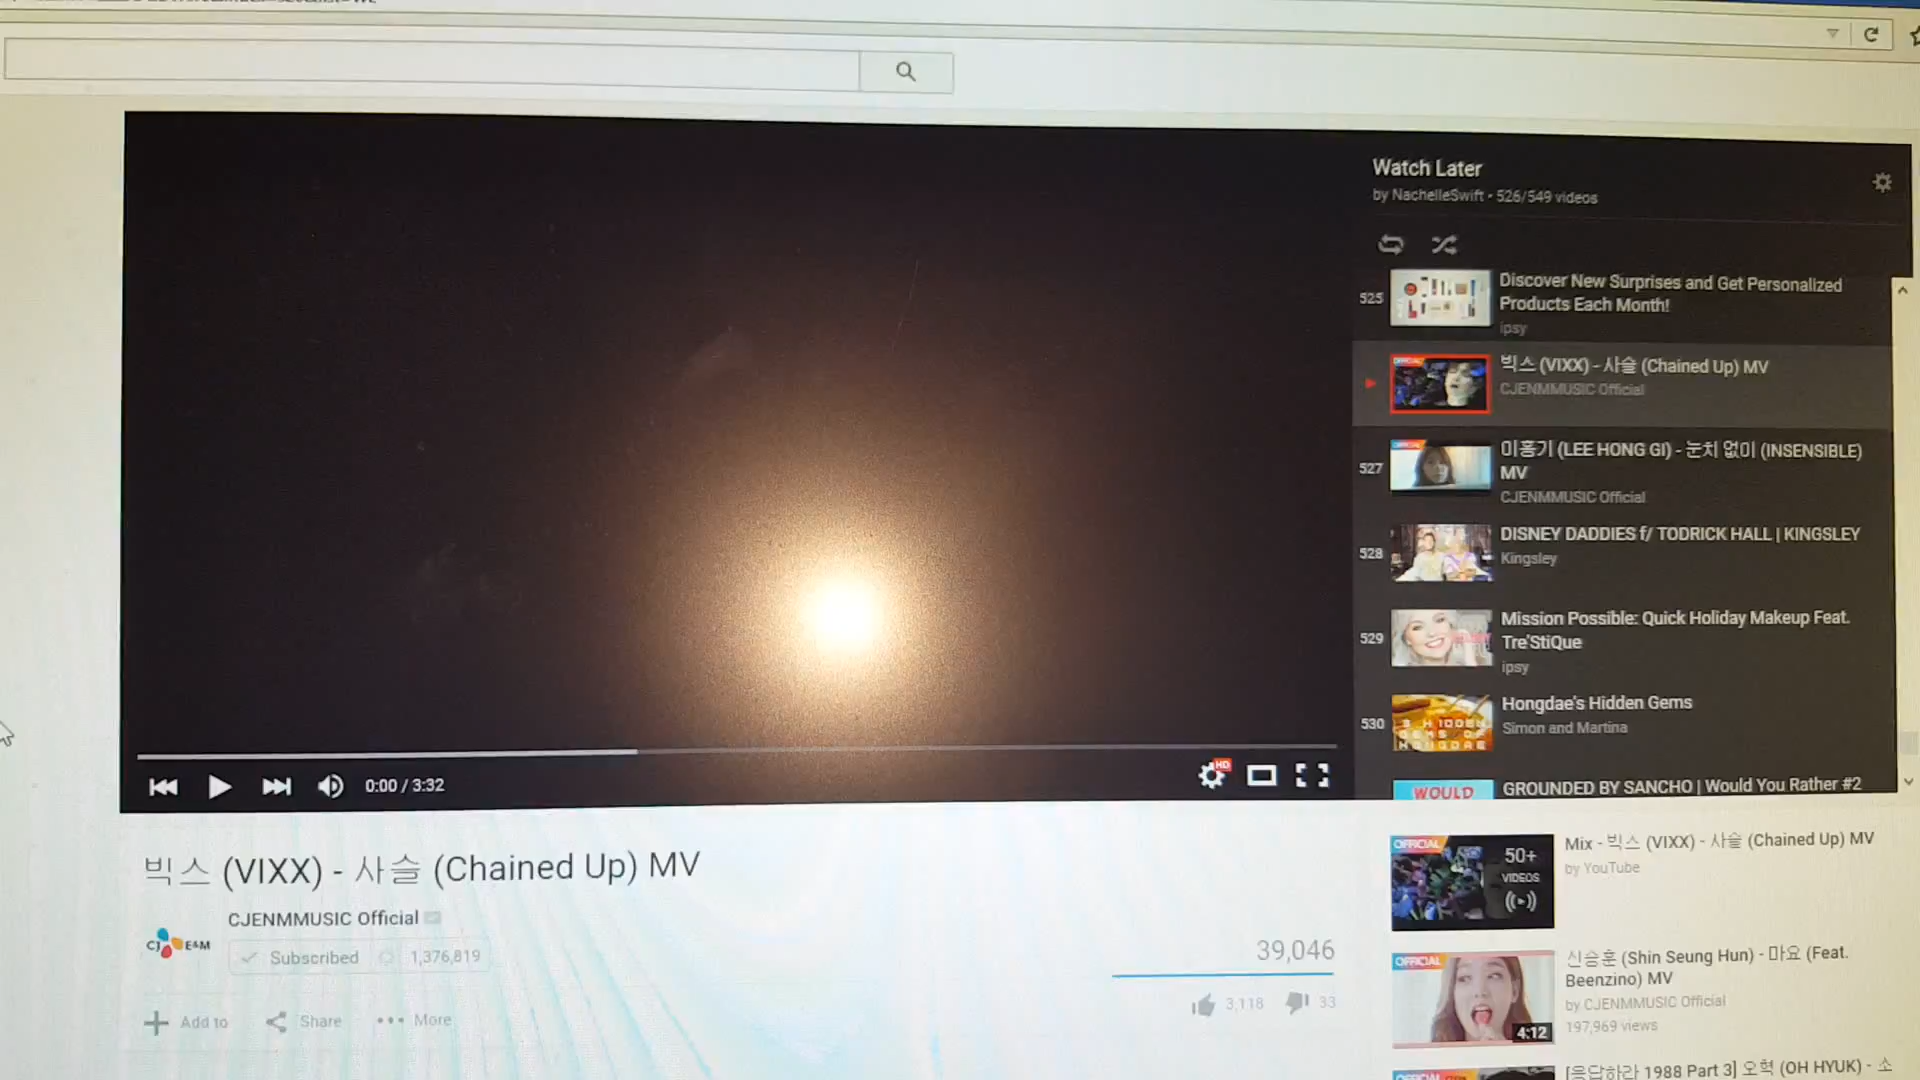 Watch Later
by NachelleSwift • 526/549 videos
525
Discover New Surprises and Get Personalized
Products Each Month!
ipsy
OFFICIAL
빅스 (VIXX) - 사슬 (Chained Up) MV
CJENMMUSIC Official
527
이홍기 (LEE HONG GI) - 눈치 없이 (INSENSIBLE)
MV
CJENMMUSIC Official
528
DISNEY DADDIES f/ TODRICK HALL | KINGSLEY
Kingsley
529
Mission Possible: Quick Holiday Makeup Feat.
Tre'StiQue
ipsy
530
Hongdae's Hidden Gems
Simon and Martina
WOULD
GROUNDED BY SANCHO | Would You Rather #2
HD
0:00 / 3:32
빅스 (VIXX) - 사슬 (Chained Up) MV
CJ E&M
CJENMMUSIC Official
Subscribed
1,376,819
39,046
3,118
33
Add to
Share
More
OFFICIAL
50+
VIDEOS
Mix - 빅스 (VIXX) - 사슬 (Chained Up) MV
by YouTube
OFFICIAL
4:12
신승훈 (Shin Seung Hun) - 마요 (Feat.
Beenzino) MV
by CJENMMUSIC Official
197,969 views
OFFICIAL
[응답하라 1988 Part 3] 오혁 (OH HYUK) - 소